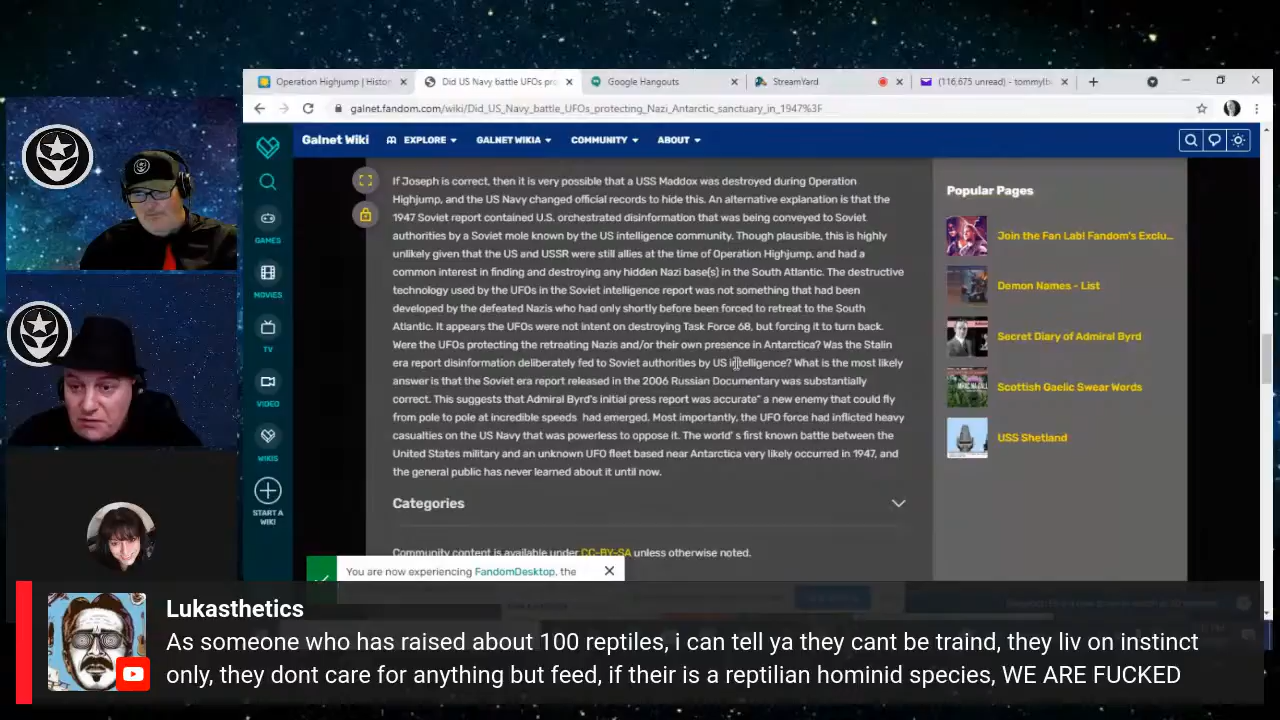 Operation Highjump | Histor
Did US Navy battle UFOs pro
Google Hangouts
StreamYard
(116,675 unread) - tommylb
galnet.fandom.com/wiki/Did_US_Navy_battle_UFOs_protecting_Nazi_Antarctic_sanctuary_in_1947%3F
Galnet Wiki
EXPLORE
GALNET WIKIA
COMMUNITY
ABOUT
GAMES
MOVIES
TV
VIDEO
WIKIS
START A
WIKI
If Joseph is correct, then it is very possible that a USS Maddox was destroyed during Operation
Highjump, and the US Navy changed official records to hide this. An alternative explanation is that the
1947 Soviet report contained U.S. orchestrated disinformation that was being conveyed to Soviet
authorities by a Soviet mole known by the US intelligence community. Though plausible, this is highly
unlikely given that the US and USSR were still allies at the time of Operation Highjump, and had a
common interest in finding and destroying any hidden Nazi base(s) in the South Atlantic. The destructive
technology used by the UFOs in the Soviet intelligence report was not something that had been
developed by the defeated Nazis who had only shortly before been forced to retreat to the South
Atlantic. It appears the UFOs were not intent on destroying Task Force 68, but forcing it to turn back.
Were the UFOs protecting the retreating Nazis and/or their own presence in Antarctica? Was the Stalin
era report disinformation deliberately fed to Soviet authorities by US intelligence? What is the most likely
answer is that the Soviet era report released in the 2006 Russian Documentary was substantially
correct. This suggests that Admiral Byrd's initial press report was accurate" a new enemy that could fly
from pole to pole at incredible speeds had emerged. Most importantly, the UFO force had inflicted heavy
casualties on the US Navy that was powerless to oppose it. The world' s first known battle between the
United States military and an unknown UFO fleet based near Antarctica very likely occurred in 1947, and
the general public has never learned about it until now.
Categories
Community content is available under CC-BY-SA unless otherwise noted.
Popular Pages
Join the Fan Lab! Fandom's Exclu...
Demon Names - List
Secret Diary of Admiral Byrd
Scottish Gaelic Swear Words
USS Shetland
You are now experiencing FandomDesktop, the
Lukasthetics
As someone who has raised about 100 reptiles, i can tell ya they cant be traind, they liv on instinct
only, they dont care for anything but feed, if their is a reptilian hominid species, WE ARE FUCKED